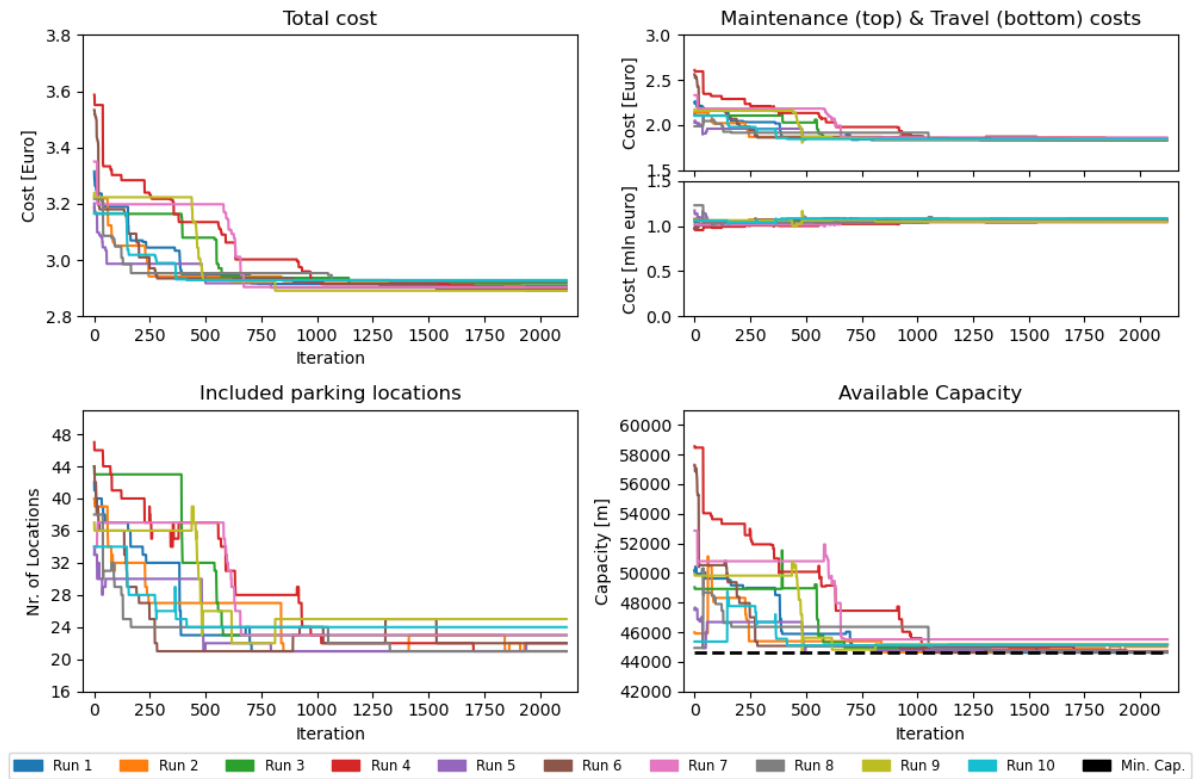 Total cost
Maintenance (top) & Travel (bottom) costs
3.8
3.6
3.4
3.2
3.0
2.8
Cost [Euro]
0 250 500 750 1000 1250 1500 1750 2000
Iteration
3.0
2.5
2.0
1.5
Cost [Euro]
1.5
1.0
0.5
0.0
Cost [mln euro]
0 250 500 750 1000 1250 1500 1750 2000
Included parking locations
Available Capacity
48
44
40
36
32
28
24
20
16
Nr. of Locations
0 250 500 750 1000 1250 1500 1750 2000
Iteration
60000
58000
56000
54000
52000
50000
48000
46000
44000
42000
Capacity [m]
0 250 500 750 1000 1250 1500 1750 2000
Iteration
Run 1 Run 2 Run 3 Run 4 Run 5 Run 6 Run 7 Run 8 Run 9 Run 10 Min. Cap.